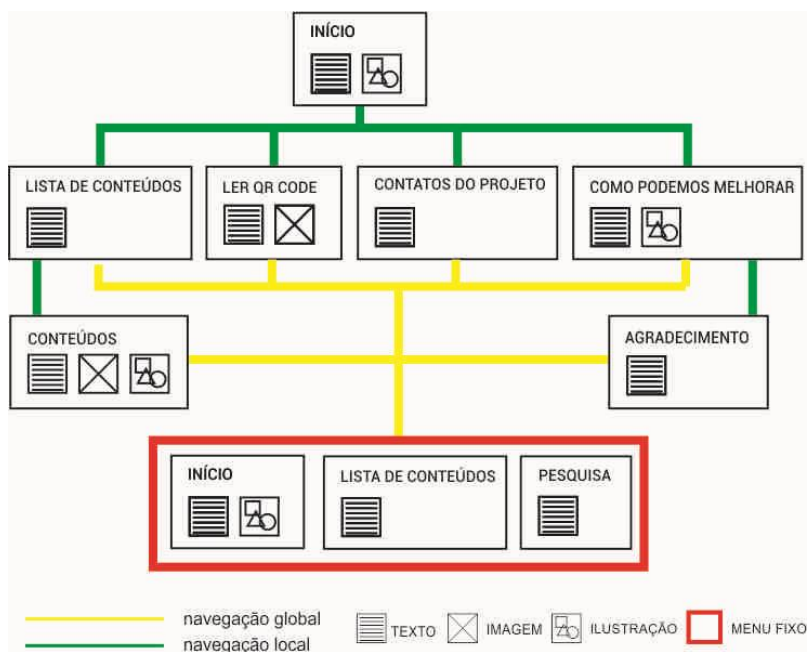 INÍCIO
LISTA DE CONTEÚDOS
LER QR CODE
CONTATOS DO PROJETO
COMO PODEMOS MELHORAR
CONTEÚDOS
AGRADECIMENTO
INÍCIO
LISTA DE CONTEÚDOS
PESQUISA
navegação global
navegação local
TEXTO
IMAGEM
ILUSTRAÇÃO
MENU FIXO